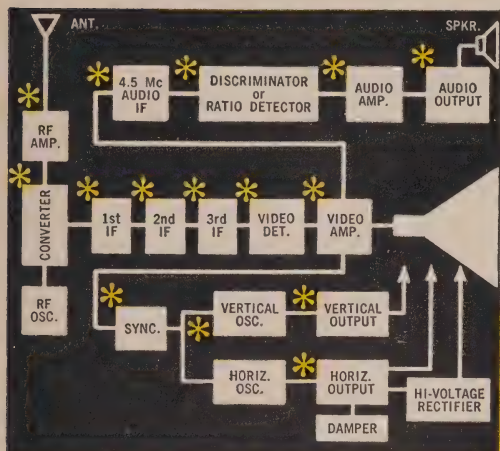 ANT.
SPKR.
4.5 Mc
AUDIO
IF
DISCRIMINATOR
or
RATIO DETECTOR
AUDIO
AMP.
AUDIO
OUTPUT
RF
AMP.
CONVERTER
RF
OSC.
1st
IF
2nd
IF
3rd
IF
VIDEO
DET.
VIDEO
AMP.
SYNC.
VERTICAL
OSC.
VERTICAL
OUTPUT
HORIZ.
OSC.
HORIZ.
OUTPUT
HI-VOLTAGE
RECTIFIER
DAMPER